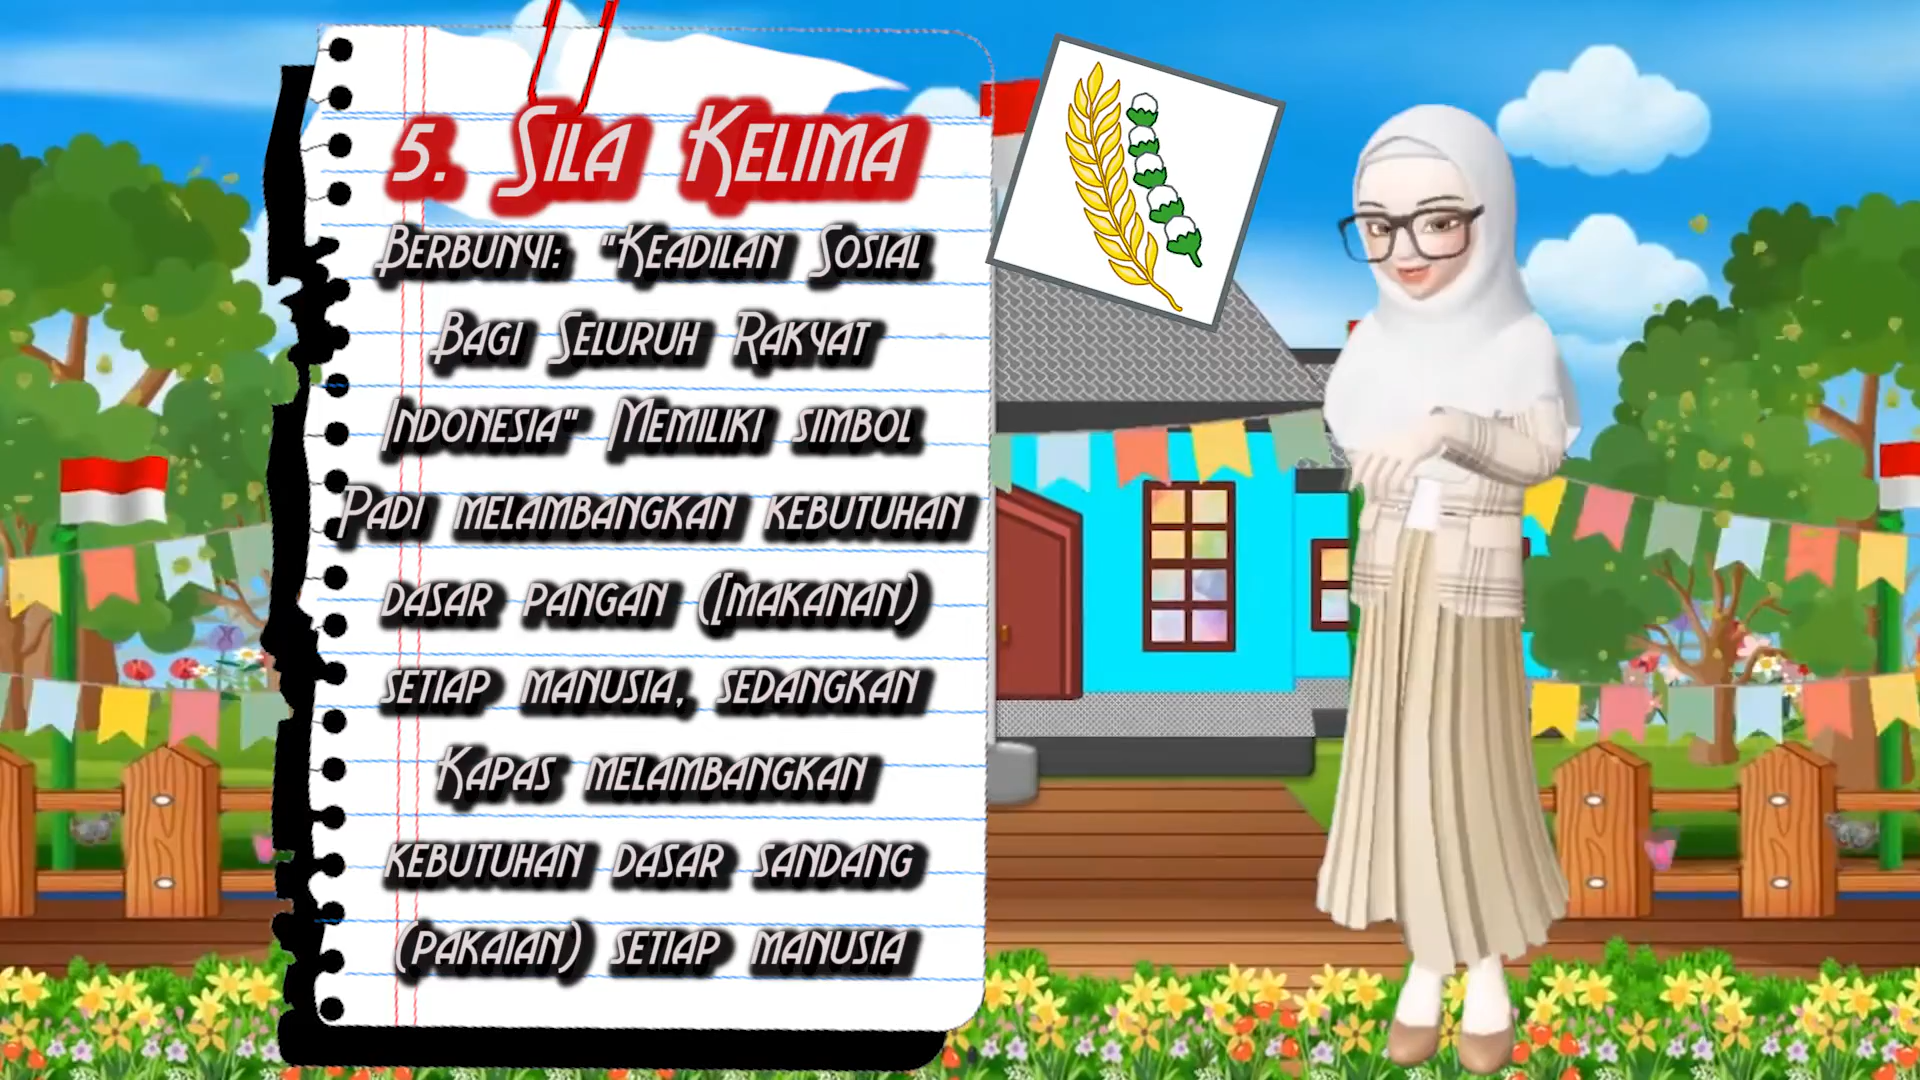 5. Sila Kelima
Berbunyi: "Keadilan Sosial
Bagi Seluruh Rakyat
Indonesia" Memiliki simbol
Padi melambangkan kebutuhan
dasar pangan ([makanan)
setiap manusia, sedangkan
Kapas melambangkan
kebutuhan dasar sandang
(pakaian) setiap manusia